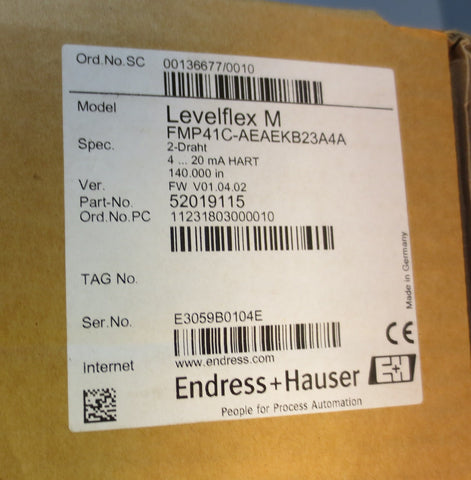 Ord.No.SC 00136677/0010
Model Levelflex M
FMP41C-AEAEKB23A4A
Spec. 2-Draht
4 ... 20 mA HART
140.000 in
Ver. FW V01.04.02
Part-No. 52019115
Ord.No.PC 11231803000010
Made in Germany
TAG No.
Ser.No. E3059B0104E
CE
Internet www.endress.com
Endress+Hauser E+H
People for Process Automation